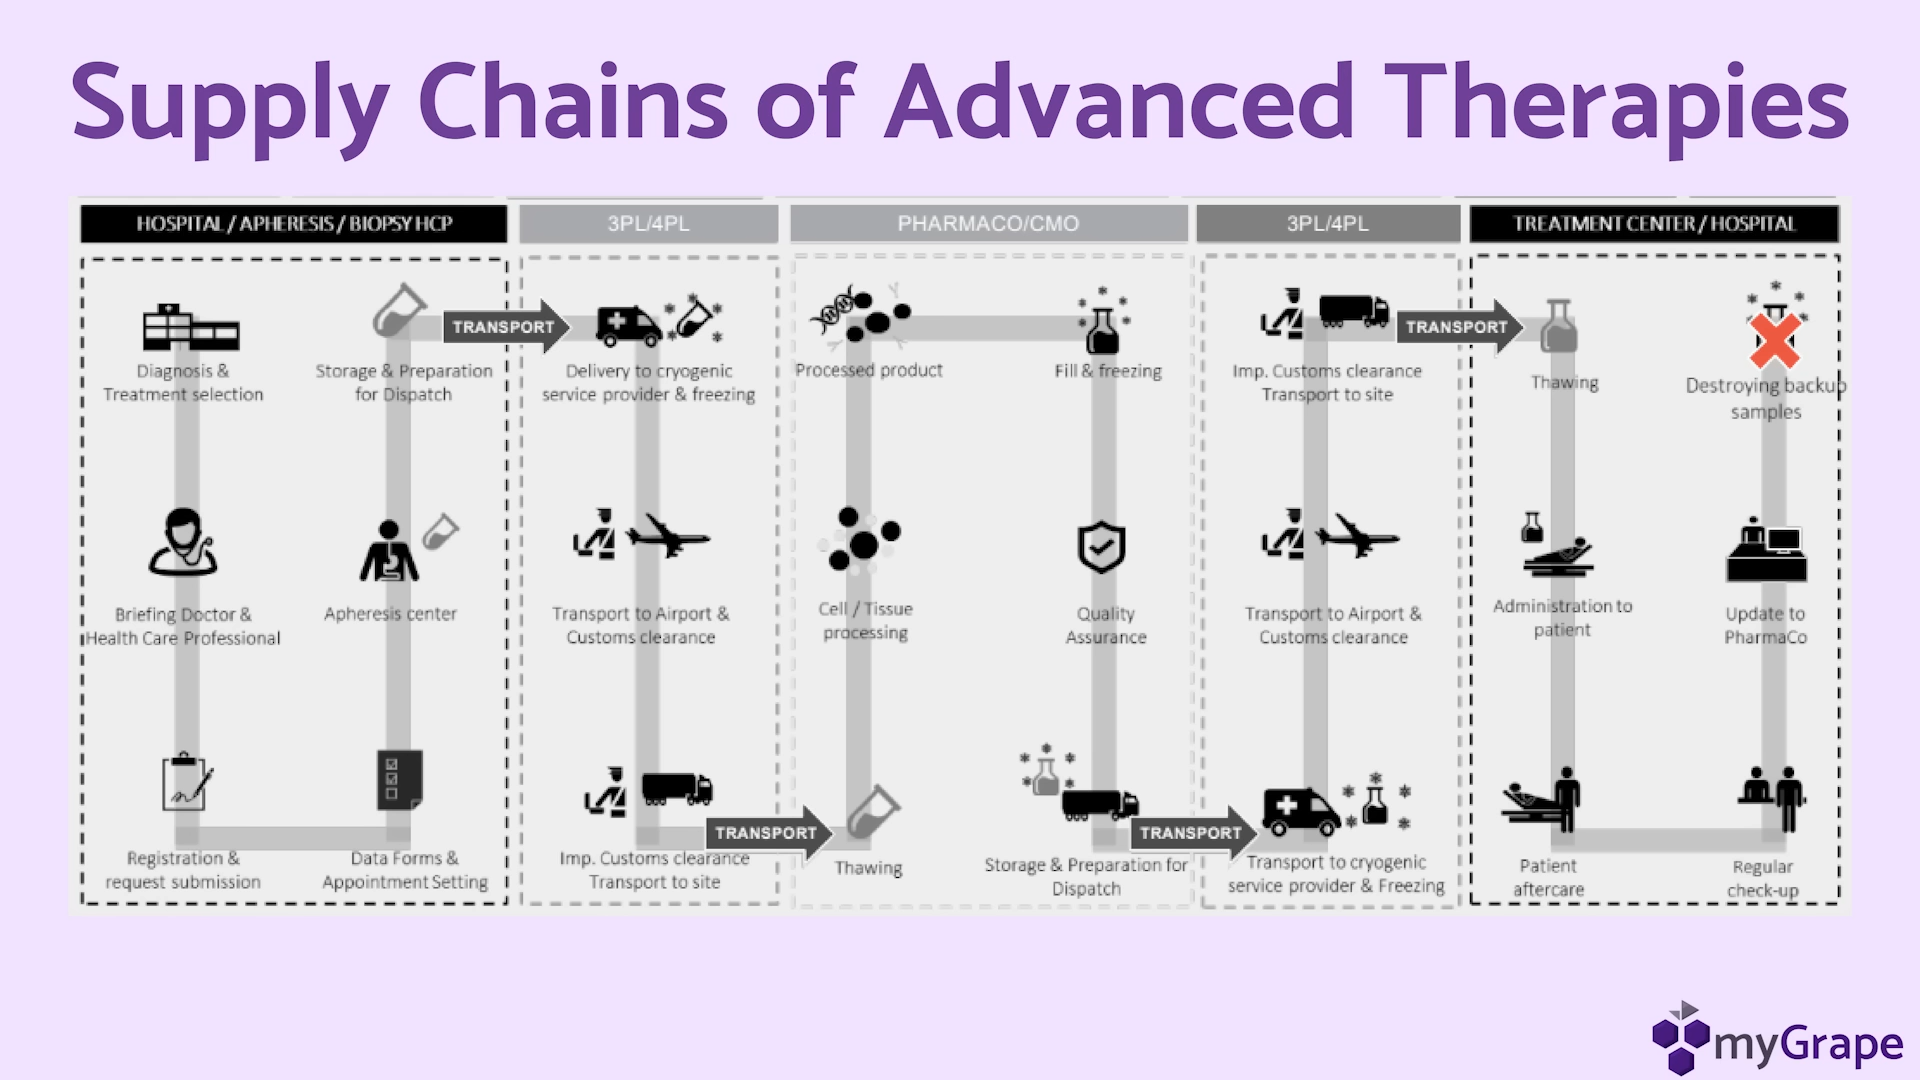 Supply Chains of Advanced Therapies
HOSPITAL / APHERESIS / BIOPSY HCP
3PL/4PL
PHARMACO/CMO
3PL/4PL
TREATMENT CENTER / HOSPITAL
Diagnosis &
Treatment selection
Briefing Doctor &
Health Care Professional
Registration &
request submission
Storage & Preparation
for Dispatch
Apheresis center
Data Forms &
Appointment Setting
TRANSPORT
Delivery to cryogenic
service provider & freezing
Transport to Airport &
Customs clearance
Imp. Customs clearance
Transport to site
TRANSPORT
Processed product
Cell / Tissue
processing
Thawing
Fill & freezing
Quality
Assurance
Storage & Preparation for
Dispatch
TRANSPORT
Imp. Customs clearance
Transport to site
Transport to Airport &
Customs clearance
Transport to cryogenic
service provider & Freezing
TRANSPORT
Thawing
Administration to
patient
Patient
aftercare
Destroying backup
samples
Update to
PharmaCo
Regular
check-up
myGrape